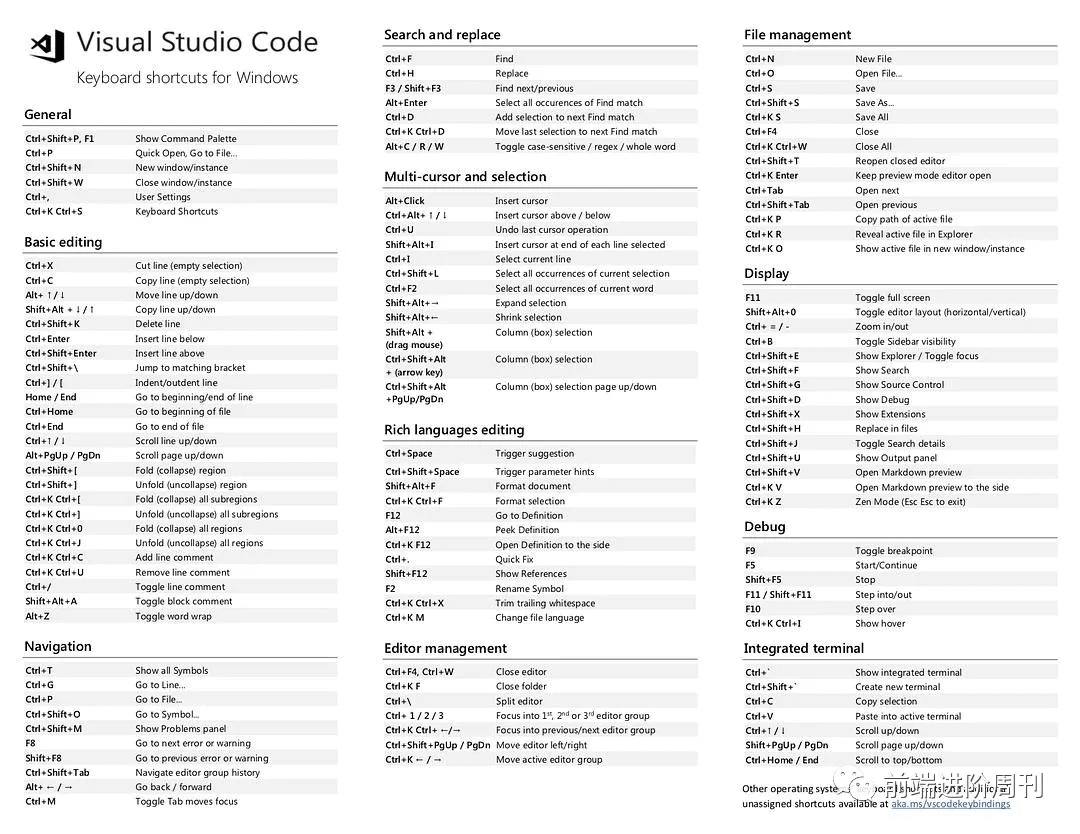 Visual Studio Code
Keyboard shortcuts for Windows
General
Ctrl+Shift+P, F1 Show Command Palette
Ctrl+P Quick Open, Go to File...
Ctrl+Shift+N New window/instance
Ctrl+Shift+W Close window/instance
Ctrl+, User Settings
Ctrl+K Ctrl+S Keyboard Shortcuts
Basic editing
Ctrl+X Cut line (empty selection)
Ctrl+C Copy line (empty selection)
Alt+ ↑ / ↓ Move line up/down
Shift+Alt + ↓ / ↑ Copy line up/down
Ctrl+Shift+K Delete line
Ctrl+Enter Insert line below
Ctrl+Shift+Enter Insert line above
Ctrl+Shift+\ Jump to matching bracket
Ctrl+] / [ Indent/outdent line
Home / End Go to beginning/end of line
Ctrl+Home Go to beginning of file
Ctrl+End Go to end of file
Ctrl+↑ / ↓ Scroll line up/down
Alt+PgUp / PgDn Scroll page up/down
Ctrl+Shift+[ Fold (collapse) region
Ctrl+Shift+] Unfold (uncollapse) region
Ctrl+K Ctrl+[ Fold (collapse) all subregions
Ctrl+K Ctrl+] Unfold (uncollapse) all subregions
Ctrl+K Ctrl+0 Fold (collapse) all regions
Ctrl+K Ctrl+J Unfold (uncollapse) all regions
Ctrl+K Ctrl+C Add line comment
Ctrl+K Ctrl+U Remove line comment
Ctrl+/ Toggle line comment
Shift+Alt+A Toggle block comment
Alt+Z Toggle word wrap
Navigation
Ctrl+T Show all Symbols
Ctrl+G Go to Line...
Ctrl+P Go to File...
Ctrl+Shift+O Go to Symbol...
Ctrl+Shift+M Show Problems panel
F8 Go to next error or warning
Shift+F8 Go to previous error or warning
Ctrl+Shift+Tab Navigate editor group history
Alt+ ← / → Go back / forward
Ctrl+M Toggle Tab moves focus
Search and replace
Ctrl+F Find
Ctrl+H Replace
F3 / Shift+F3 Find next/previous
Alt+Enter Select all occurences of Find match
Ctrl+D Add selection to next Find match
Ctrl+K Ctrl+D Move last selection to next Find match
Alt+C / R / W Toggle case-sensitive / regex / whole word
Multi-cursor and selection
Alt+Click Insert cursor
Ctrl+Alt+ ↑ / ↓ Insert cursor above / below
Ctrl+U Undo last cursor operation
Shift+Alt+I Insert cursor at end of each line selected
Ctrl+I Select current line
Ctrl+Shift+L Select all occurrences of current selection
Ctrl+F2 Select all occurrences of current word
Shift+Alt+→ Expand selection
Shift+Alt+← Shrink selection
Shift+Alt + Column (box) selection
(drag mouse)
Ctrl+Shift+Alt Column (box) selection
+ (arrow key)
Ctrl+Shift+Alt Column (box) selection page up/down
+PgUp/PgDn
Rich languages editing
Ctrl+Space Trigger suggestion
Ctrl+Shift+Space Trigger parameter hints
Shift+Alt+F Format document
Ctrl+K Ctrl+F Format selection
F12 Go to Definition
Alt+F12 Peek Definition
Ctrl+K F12 Open Definition to the side
Ctrl+. Quick Fix
Shift+F12 Show References
F2 Rename Symbol
Ctrl+K Ctrl+X Trim trailing whitespace
Ctrl+K M Change file language
Editor management
Ctrl+F4, Ctrl+W Close editor
Ctrl+K F Close folder
Ctrl+\ Split editor
Ctrl+ 1 / 2 / 3 Focus into 1st, 2nd or 3rd editor group
Ctrl+K Ctrl+ ←/→ Focus into previous/next editor group
Ctrl+Shift+PgUp / PgDn Move editor left/right
Ctrl+K ← / → Move active editor group
File management
Ctrl+N New File
Ctrl+O Open File...
Ctrl+S Save
Ctrl+Shift+S Save As...
Ctrl+K S Save All
Ctrl+F4 Close
Ctrl+K Ctrl+W Close All
Ctrl+Shift+T Reopen closed editor
Ctrl+K Enter Keep preview mode editor open
Ctrl+Tab Open next
Ctrl+Shift+Tab Open previous
Ctrl+K P Copy path of active file
Ctrl+K R Reveal active file in Explorer
Ctrl+K O Show active file in new window/instance
Display
F11 Toggle full screen
Shift+Alt+0 Toggle editor layout (horizontal/vertical)
Ctrl+ = / - Zoom in/out
Ctrl+B Toggle Sidebar visibility
Ctrl+Shift+E Show Explorer / Toggle focus
Ctrl+Shift+F Show Search
Ctrl+Shift+G Show Source Control
Ctrl+Shift+D Show Debug
Ctrl+Shift+X Show Extensions
Ctrl+Shift+H Replace in files
Ctrl+Shift+J Toggle Search details
Ctrl+Shift+U Show Output panel
Ctrl+Shift+V Open Markdown preview
Ctrl+K V Open Markdown preview to the side
Ctrl+K Z Zen Mode (Esc Esc to exit)
Debug
F9 Toggle breakpoint
F5 Start/Continue
Shift+F5 Stop
F11 / Shift+F11 Step into/out
F10 Step over
Ctrl+K Ctrl+I Show hover
Integrated terminal
Ctrl+` Show integrated terminal
Ctrl+Shift+` Create new terminal
Ctrl+C Copy selection
Ctrl+V Paste into active terminal
Ctrl+↑ / ↓ Scroll up/down
Shift+PgUp / PgDn Scroll page up/down
Ctrl+Home / End Scroll to top/bottom
Other operating
unassigned shortcuts available at aka.ms/vscodekeybindings
前端进阶周刊